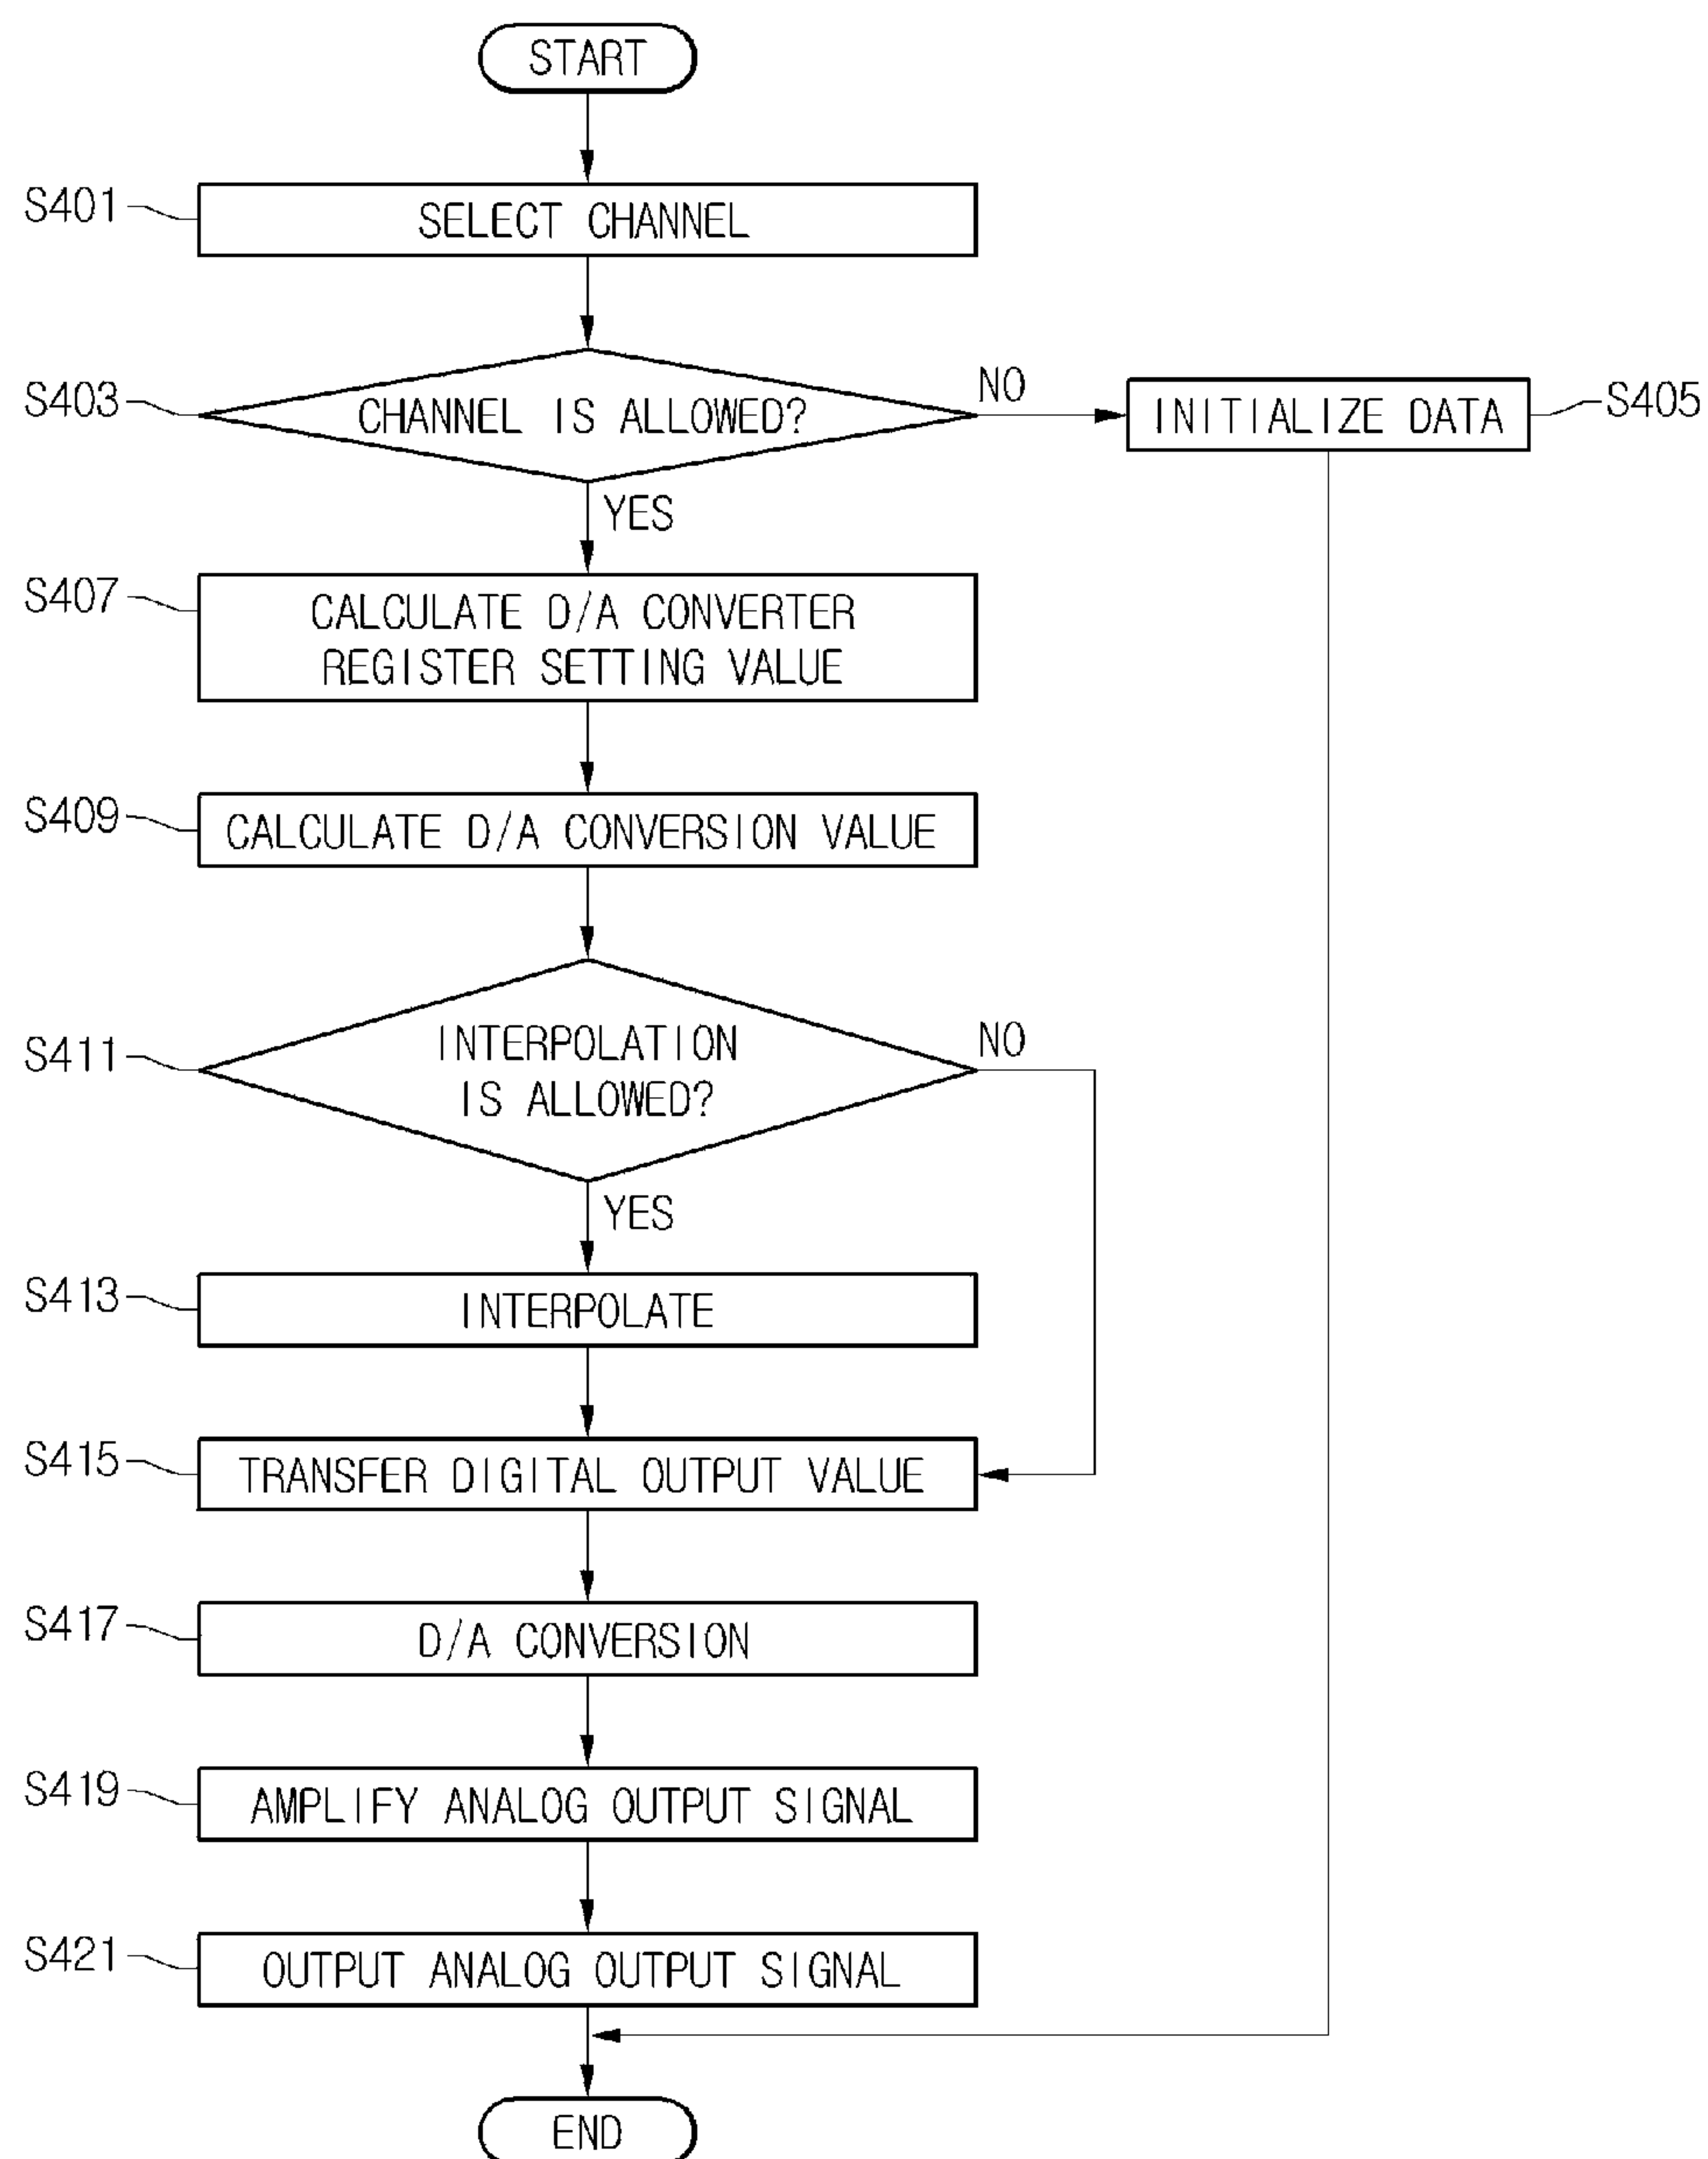 START
S401
SELECT CHANNEL
S403
CHANNEL IS ALLOWED?
NO
INITIALIZE DATA
S405
YES
S407
CALCULATE D/A CONVERTER
REGISTER SETTING VALUE
S409
CALCULATE D/A CONVERSION VALUE
S411
INTERPOLATION
IS ALLOWED?
NO
YES
S413
INTERPOLATE
S415
TRANSFER DIGITAL OUTPUT VALUE
S417
D/A CONVERSION
S419
AMPLIFY ANALOG OUTPUT SIGNAL
S421
OUTPUT ANALOG OUTPUT SIGNAL
END